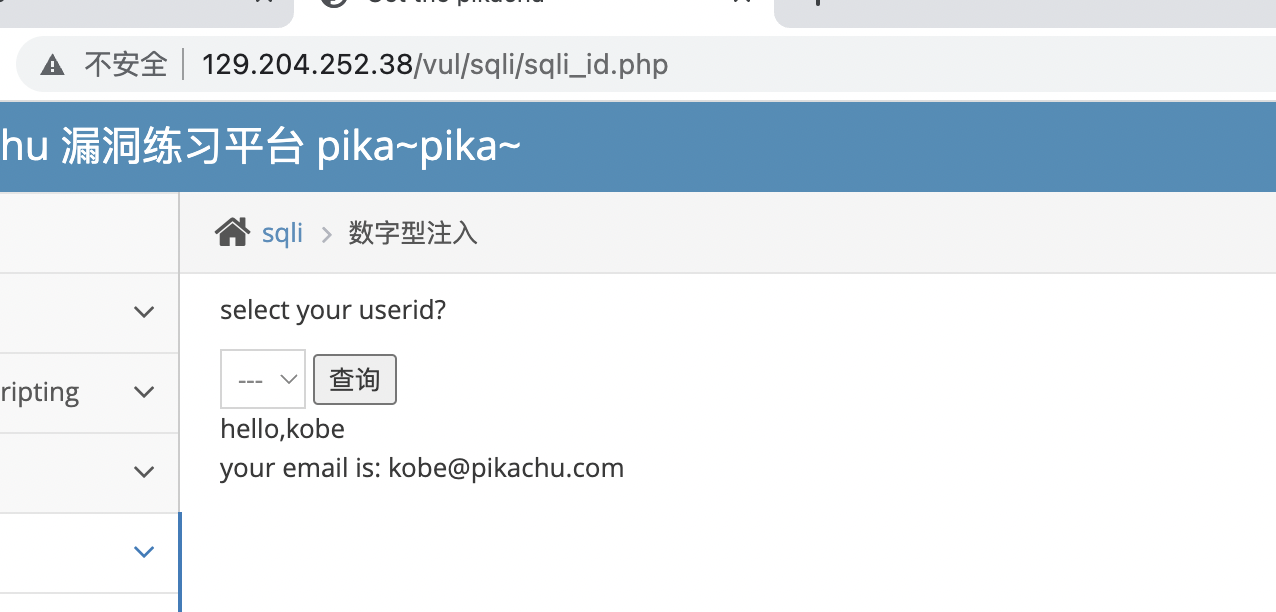 不安全 129.204.252.38/vul/sqli/sqli_id.php
hu 漏洞练习平台 pika~pika~
sqli > 数字型注入
select your userid?
--- 查询
ripting
hello,kobe
your email is: kobe@pikachu.com